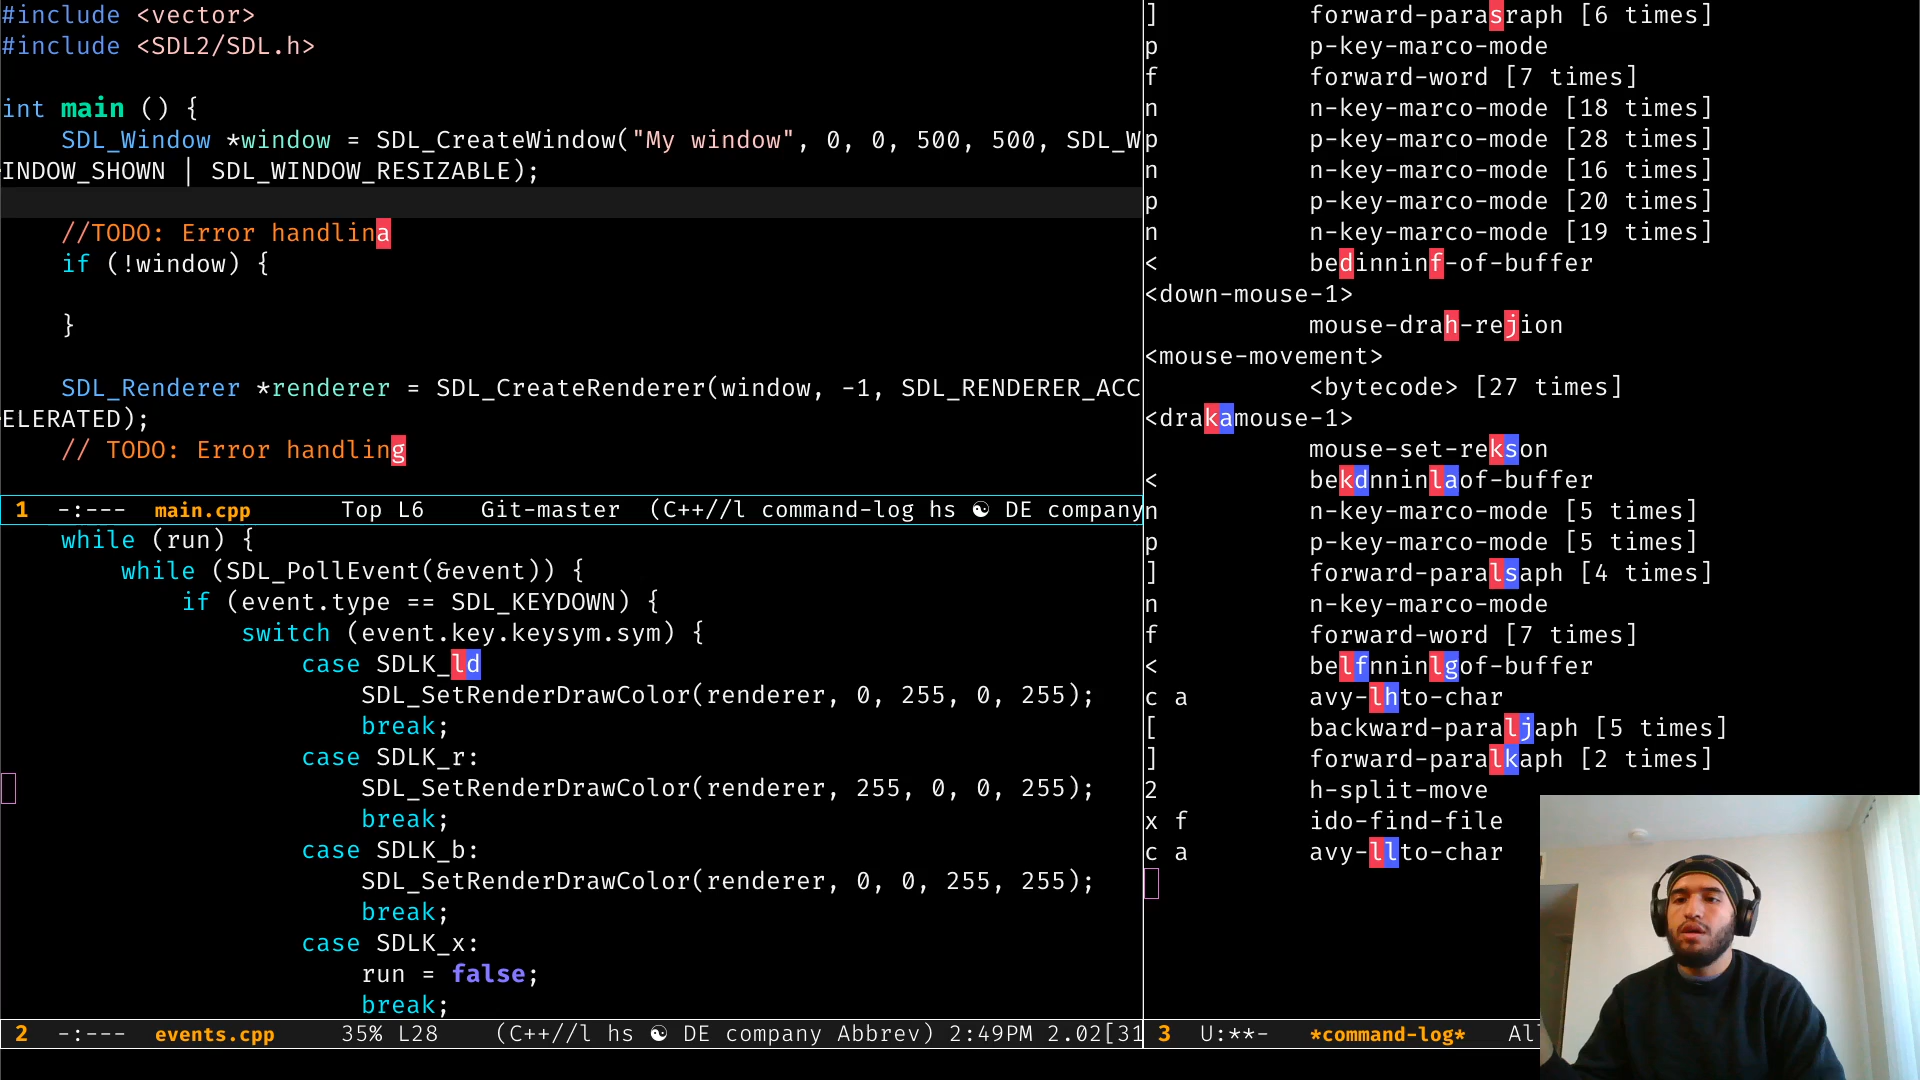 #include <vector>
#include <SDL2/SDL.h>
int main () {
SDL_Window *window = SDL_CreateWindow("My window", 0, 0, 500, 500, SDL_W
INDOW_SHOWN | SDL_WINDOW_RESIZABLE);
//TODO: Error handlina
if (!window) {
}
SDL_Renderer *renderer = SDL_CreateRenderer(window, -1, SDL_RENDERER_ACC
ELERATED);
// TODO: Error handling
1 -:--- main.cpp Top L6 Git-master (C++//l command-log hs ☯ DE company
while (run) {
while (SDL_PollEvent(&event)) {
if (event.type == SDL_KEYDOWN) {
switch (event.key.keysym.sym) {
case SDLK_ld
SDL_SetRenderDrawColor(renderer, 0, 255, 0, 255);
break;
case SDLK_r:
SDL_SetRenderDrawColor(renderer, 255, 0, 0, 255);
break;
case SDLK_b:
SDL_SetRenderDrawColor(renderer, 0, 0, 255, 255);
break;
case SDLK_x:
run = false;
break;
2 -:--- events.cpp 35% L28 (C++//l hs ☯ DE company Abbrev) 2:49PM 2.02[31
] forward-parasraph [6 times]
p p-key-marco-mode
f forward-word [7 times]
n n-key-marco-mode [18 times]
p p-key-marco-mode [28 times]
n n-key-marco-mode [16 times]
p p-key-marco-mode [20 times]
n n-key-marco-mode [19 times]
< bedinninf-of-buffer
<down-mouse-1>
mouse-drah-rejion
<mouse-movement>
<bytecode> [27 times]
<drakamouse-1>
mouse-set-rekson
< bekdnninlaof-buffer
n n-key-marco-mode [5 times]
p p-key-marco-mode [5 times]
] forward-paralsaph [4 times]
n n-key-marco-mode
f forward-word [7 times]
< belfnninlgof-buffer
c a avy-lhto-char
[ backward-paraljaph [5 times]
] forward-paralkaph [2 times]
2 h-split-move
x f ido-find-file
c a avy-llto-char
3 U:**- *command-log* Al